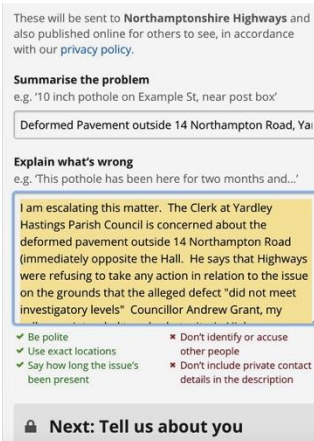 These will be sent to Northamptonshire Highways and
also published online for others to see, in accordance
with our privacy policy.
Summarise the problem
e.g. '10 inch pothole on Example St, near post box'
Deformed Pavement outside 14 Northampton Road, Ya
Explain what's wrong
e.g. 'This pothole has been here for two months and...'
I am escalating this matter. The Clerk at Yardley
Hastings Parish Council is concerned about the
deformed pavement outside 14 Northampton Road
(immediately opposite the Hall. He says that Highways
were refusing to take any action in relation to the issue
on the grounds that the alleged defect "did not meet
investigatory levels" Councillor Andrew Grant, my
✔ Be polite
✔ Use exact locations
✔ Say how long the issue's
been present
✖ Don't identify or accuse
other people
✖ Don't include private contact
details in the description
Next: Tell us about you